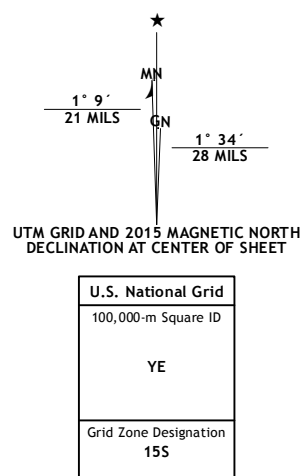 MN
1° 9´
21 MILS
GN
1° 34´
28 MILS
UTM GRID AND 2015 MAGNETIC NORTH
DECLINATION AT CENTER OF SHEET
U.S. National Grid
100,000-m Square ID
YE
Grid Zone Designation
15S